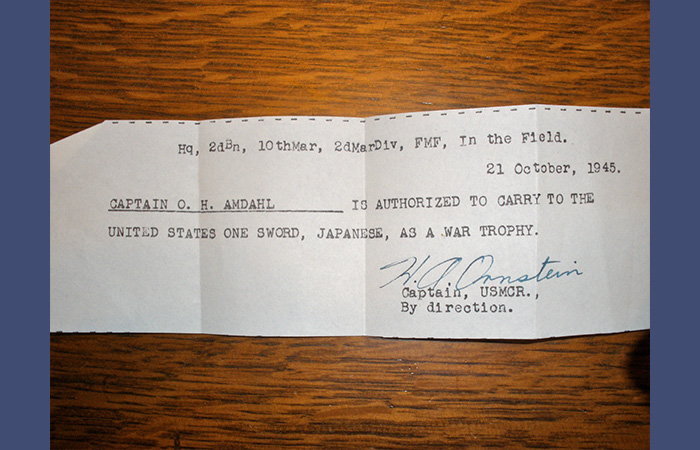 Hq, 2dBn, 10thMar, 2dMarDiv, FMF, In the Field.
21 October, 1945.
CAPTAIN O. H. AMDAHL IS AUTHORIZED TO CARRY TO THE
UNITED STATES ONE SWORD, JAPANESE, AS A WAR TROPHY.
H. A. Ornstein
Captain, USMCR.,
By direction.